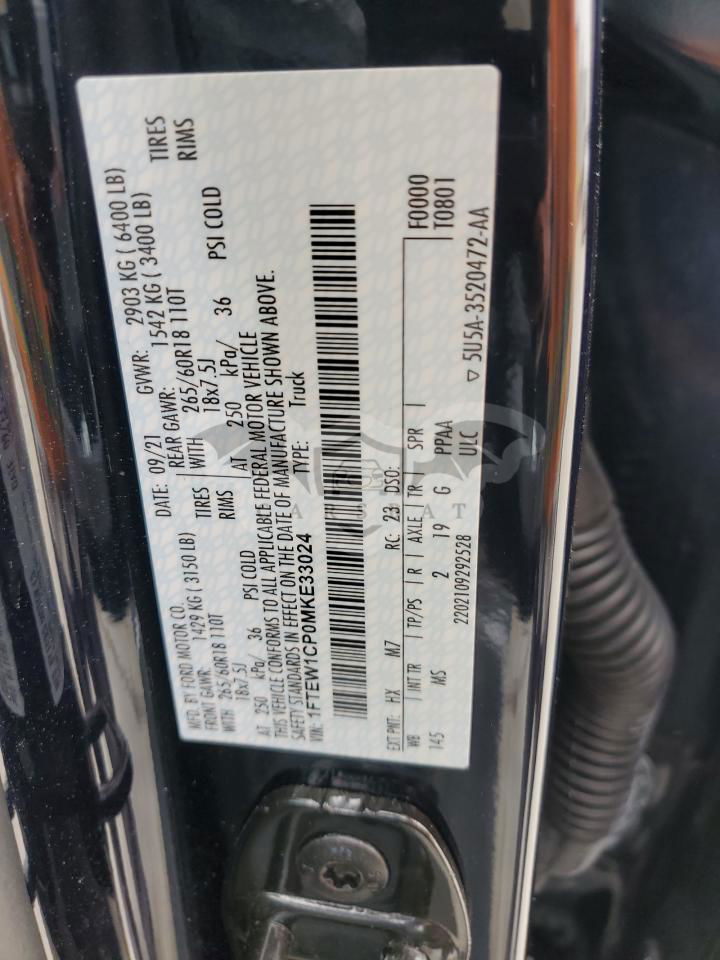 MFD. BY FORD MOTOR CO. DATE: 09/21 GVWR: 2903 KG ( 6400 LB)
FRONT GAWR: 1429 KG ( 3150 LB) REAR GAWR: 1542 KG ( 3400 LB)
WITH 265/60R18 110T TIRES WITH 265/60R18 110T TIRES
18x7.5J RIMS 18x7.5J RIMS
AT 250 kPa/ 36 PSI COLD AT 250 kPa/ 36 PSI COLD
THIS VEHICLE CONFORMS TO ALL APPLICABLE FEDERAL MOTOR VEHICLE
SAFETY STANDARDS IN EFFECT ON THE DATE OF MANUFACTURE SHOWN ABOVE.
VIN: 1FTEW1CP0MKE33024 TYPE: Truck
EXT PNT: HX M7 RC: 23 DSO: F0000
WB INT TR TP/PS R AXLE TR SPR T0801
145 MS 2 19 G PPAA
2202109292528 ULC ▽ 5U5A-3520472-AA